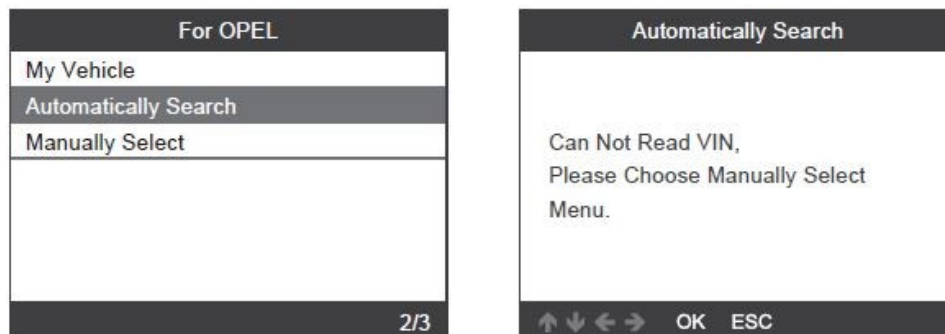 For OPEL
My Vehicle
Automatically Search
Manually Select
2/3
Automatically Search
Can Not Read VIN,
Please Choose Manually Select
Menu.
OK ESC